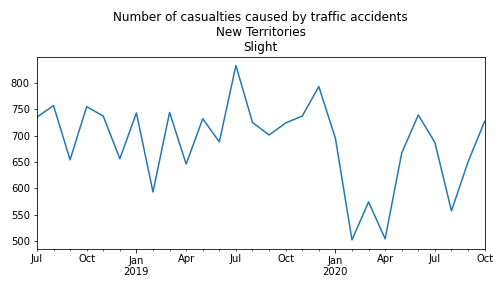 Number of casualties caused by traffic accidents
New Territories
Slight
800
750
700
650
600
550
500
Jul Oct Jan Apr Jul Oct Jan Apr Jul Oct
2019 2020